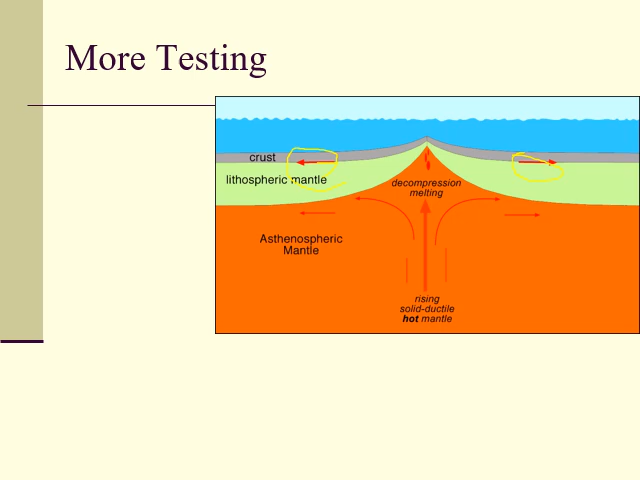 More Testing
crust
lithospheric mantle
decompression
melting
Asthenospheric
Mantle
rising
solid-ductile
hot mantle